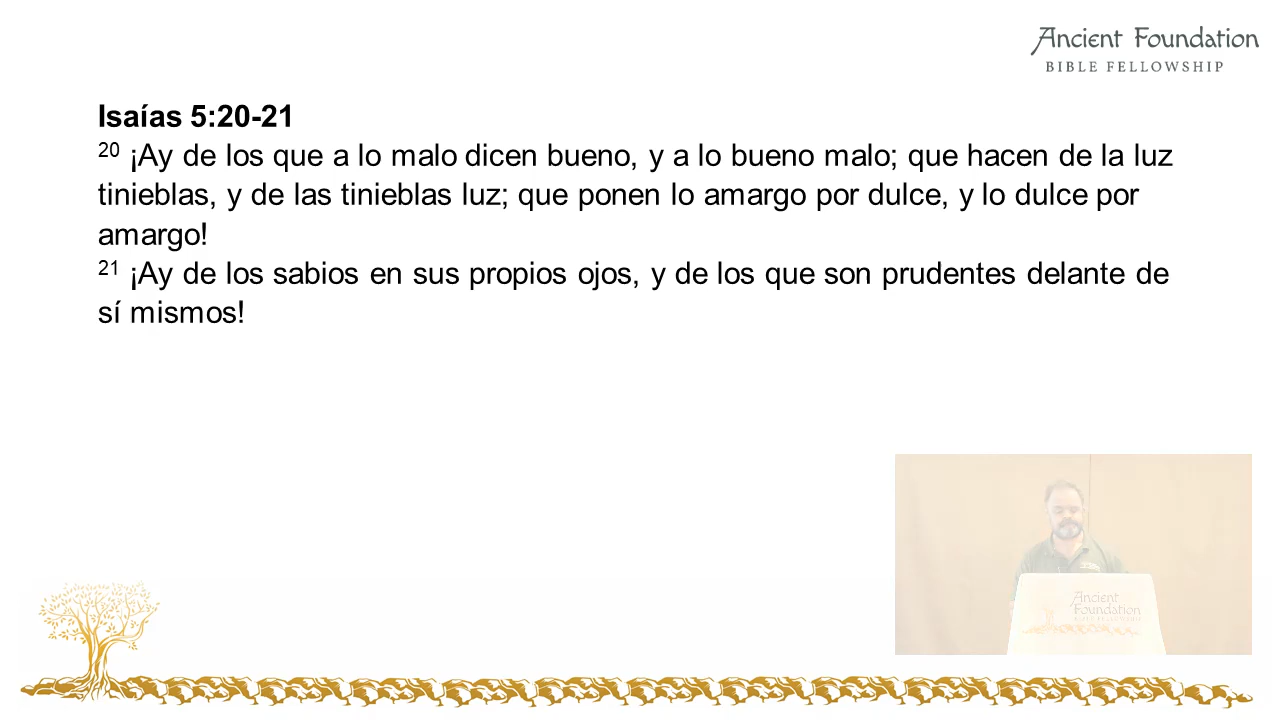 Ancient Foundation
BIBLE FELLOWSHIP
Isaías 5:20-21
20 ¡Ay de los que a lo malo dicen bueno, y a lo bueno malo; que hacen de la luz
tinieblas, y de las tinieblas luz; que ponen lo amargo por dulce, y lo dulce por
amargo!
21 ¡Ay de los sabios en sus propios ojos, y de los que son prudentes delante de
sí mismos!
Ancient
Foundation
BIBLE FELLOWSHIP